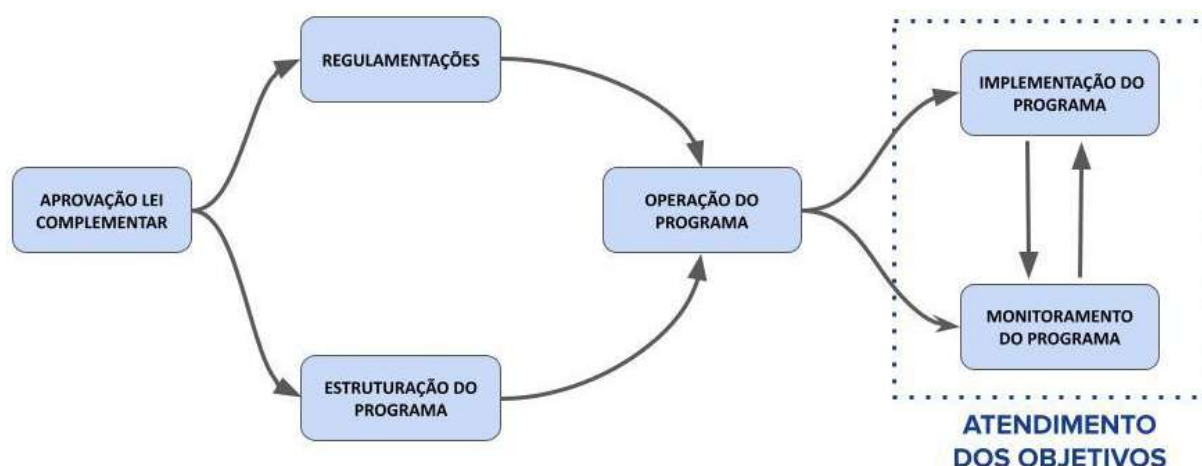 REGULAMENTAÇÕES
IMPLEMENTAÇÃO DO
PROGRAMA
APROVAÇÃO LEI
COMPLEMENTAR
OPERAÇÃO DO
PROGRAMA
MONITORAMENTO
DO PROGRAMA
ESTRUTURAÇÃO DO
PROGRAMA
ATENDIMENTO
DOS OBJETIVOS